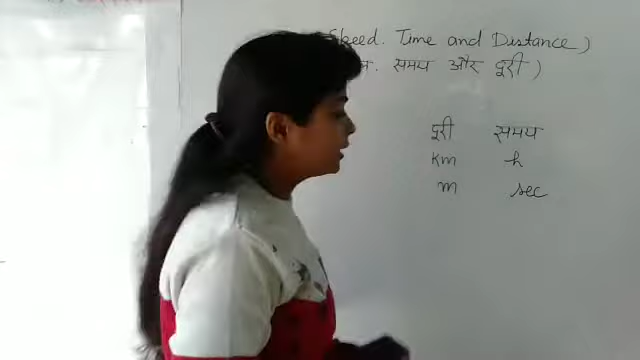 Speed. Time and Distance)
समय और दूरी)
दूरी समय
km h
m sec